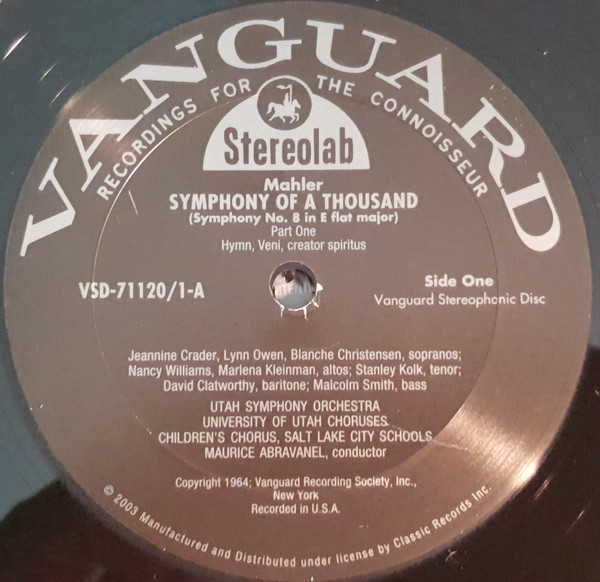 VANGUARD
RECORDINGS FOR THE CONNOISSEUR
Stereolab
Mahler
SYMPHONY OF A THOUSAND
(Symphony No. 8 in E flat major)
Part One
Hymn, Veni, creator spiritus
VSD-71120/1-A
Side One
Vanguard Stereophonic Disc
Jeannine Crader, Lynn Owen, Blanche Christensen, sopranos;
Nancy Williams, Marlena Kleinman, altos; Stanley Kolk, tenor;
David Clatworthy, baritone; Malcolm Smith, bass
UTAH SYMPHONY ORCHESTRA
UNIVERSITY OF UTAH CHORUSES
CHILDREN'S CHORUS, SALT LAKE CITY SCHOOLS
MAURICE ABRAVANEL, conductor
Copyright 1964; Vanguard Recording Society, Inc.,
New York
Recorded in U.S.A.
© 2003 Manufactured and Distributed under license by Classic Records Inc.